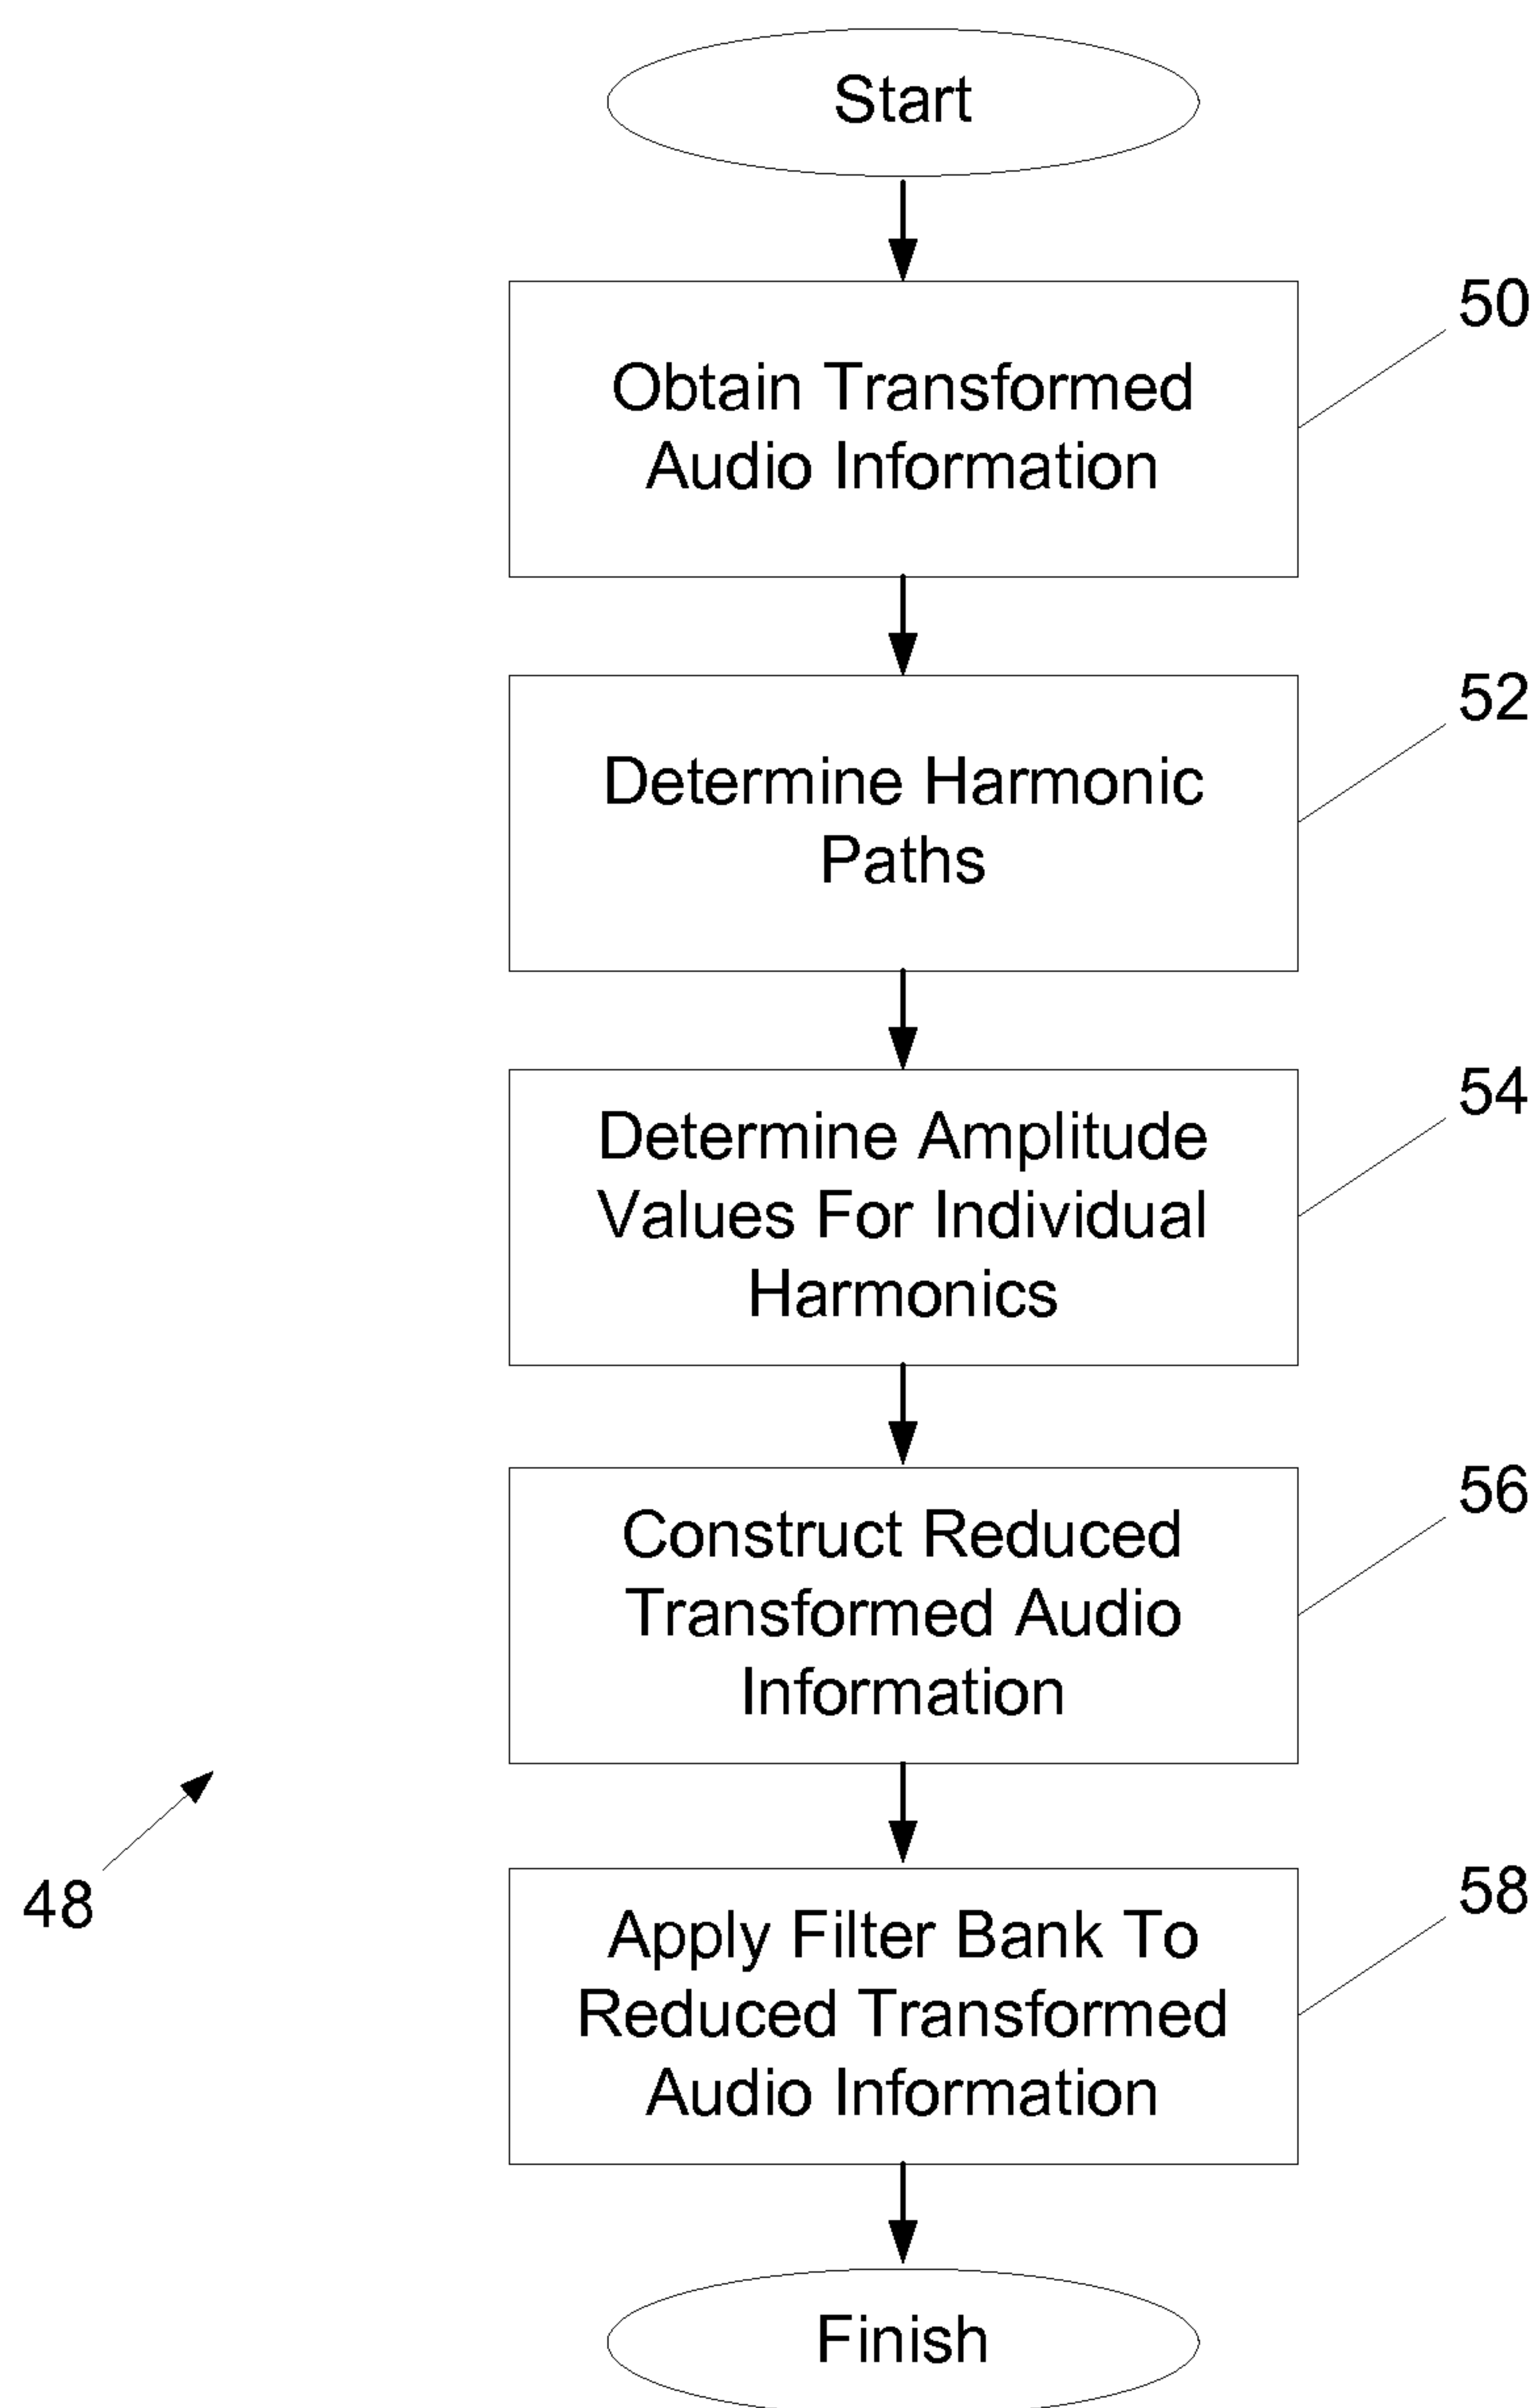 Start
50
Obtain Transformed
Audio Information
52
Determine Harmonic
Paths
54
Determine Amplitude
Values For Individual
Harmonics
56
Construct Reduced
Transformed Audio
Information
48
58
Apply Filter Bank To
Reduced Transformed
Audio Information
Finish